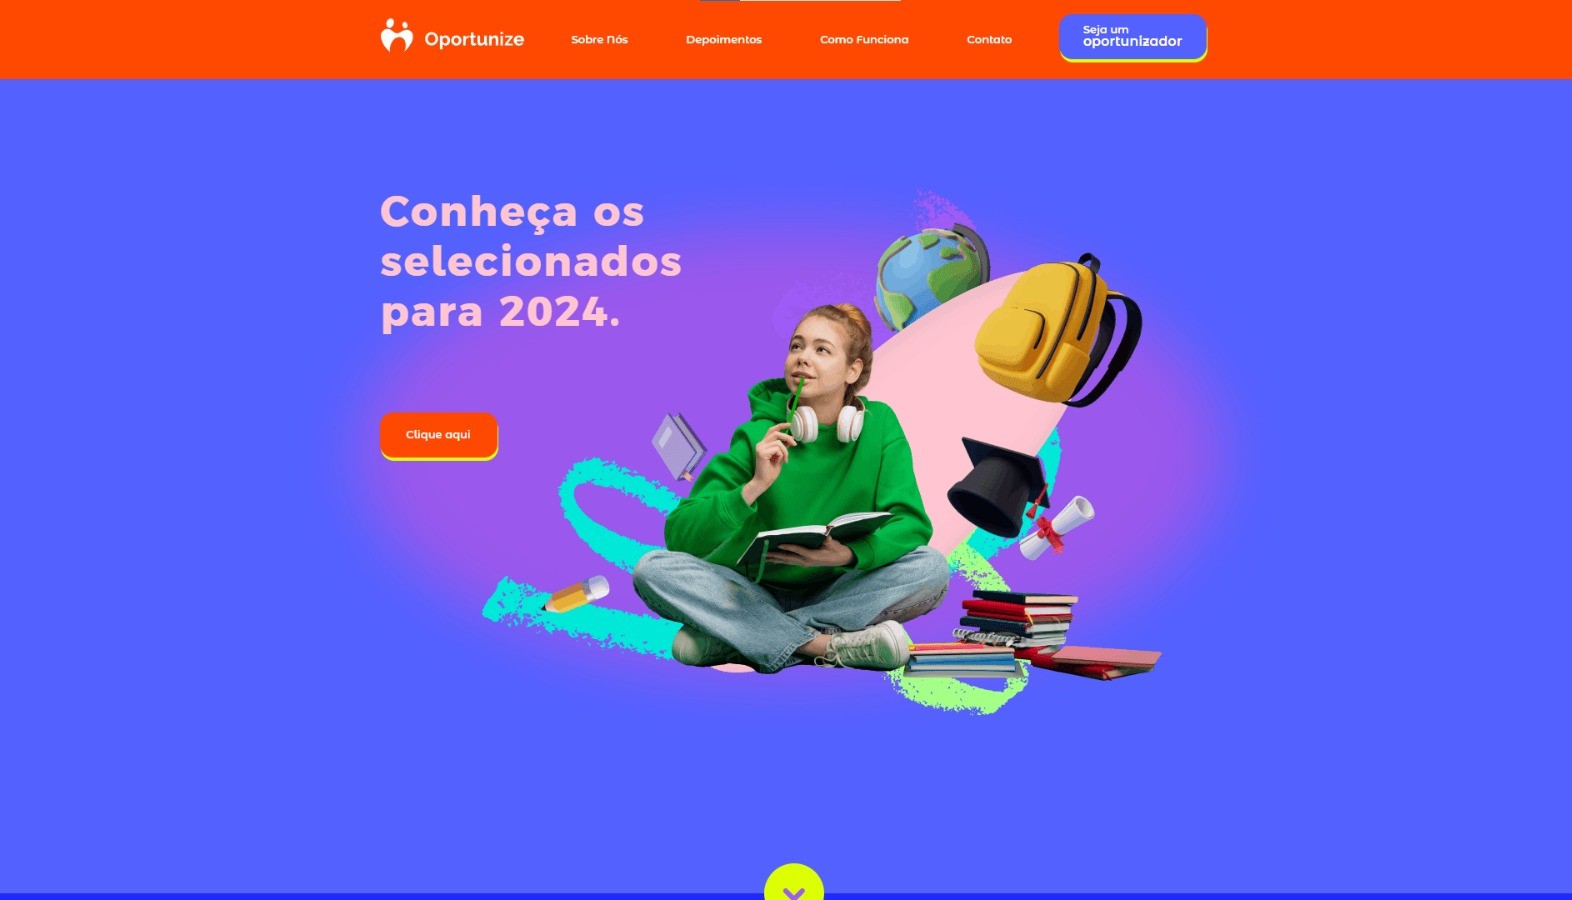 Oportunize
Sobre Nós
Depoimentos
Como Funciona
Contato
Seja um
oportunizador
Conheça os
selecionados
para 2024.
Clique aqui